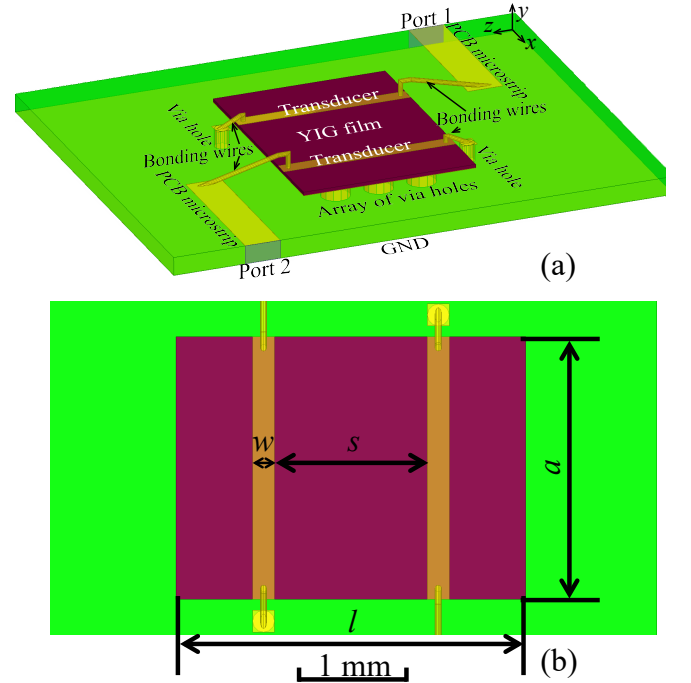 Port 1
y
z
x
PCB microstrip
Transducer
Bonding wires
Via hole
YIG film
Bonding wires
Transducer
Via hole
PCB microstrip
Array of via holes
GND
Port 2
(a)
w
s
a
l
1 mm
(b)